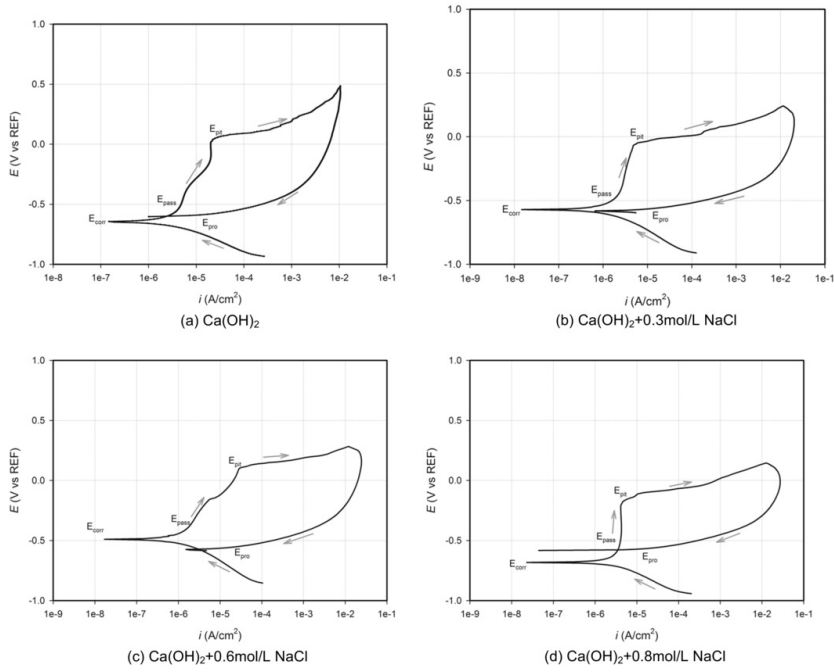 1.0
0.5
0.0
-0.5
-1.0
E (V vs REF)
E_pit
E_pass
E_corr
E_pro
1e-8 1e-7 1e-6 1e-5 1e-4 1e-3 1e-2 1e-1
i (A/cm²)
(a) Ca(OH)₂
1.0
0.5
0.0
-0.5
-1.0
E (V vs REF)
E_pit
E_pass
E_corr
E_pro
1e-9 1e-8 1e-7 1e-6 1e-5 1e-4 1e-3 1e-2 1e-1
i (A/cm²)
(b) Ca(OH)₂+0.3mol/L NaCl
1.0
0.5
0.0
-0.5
-1.0
E (V vs REF)
E_pit
E_pass
E_corr
E_pro
1e-9 1e-8 1e-7 1e-6 1e-5 1e-4 1e-3 1e-2 1e-1
i (A/cm²)
(c) Ca(OH)₂+0.6mol/L NaCl
1.0
0.5
0.0
-0.5
-1.0
E (V vs REF)
E_pit
E_pass
E_pro
E_corr
1e-9 1e-8 1e-7 1e-6 1e-5 1e-4 1e-3 1e-2 1e-1
i (A/cm²)
(d) Ca(OH)₂+0.8mol/L NaCl